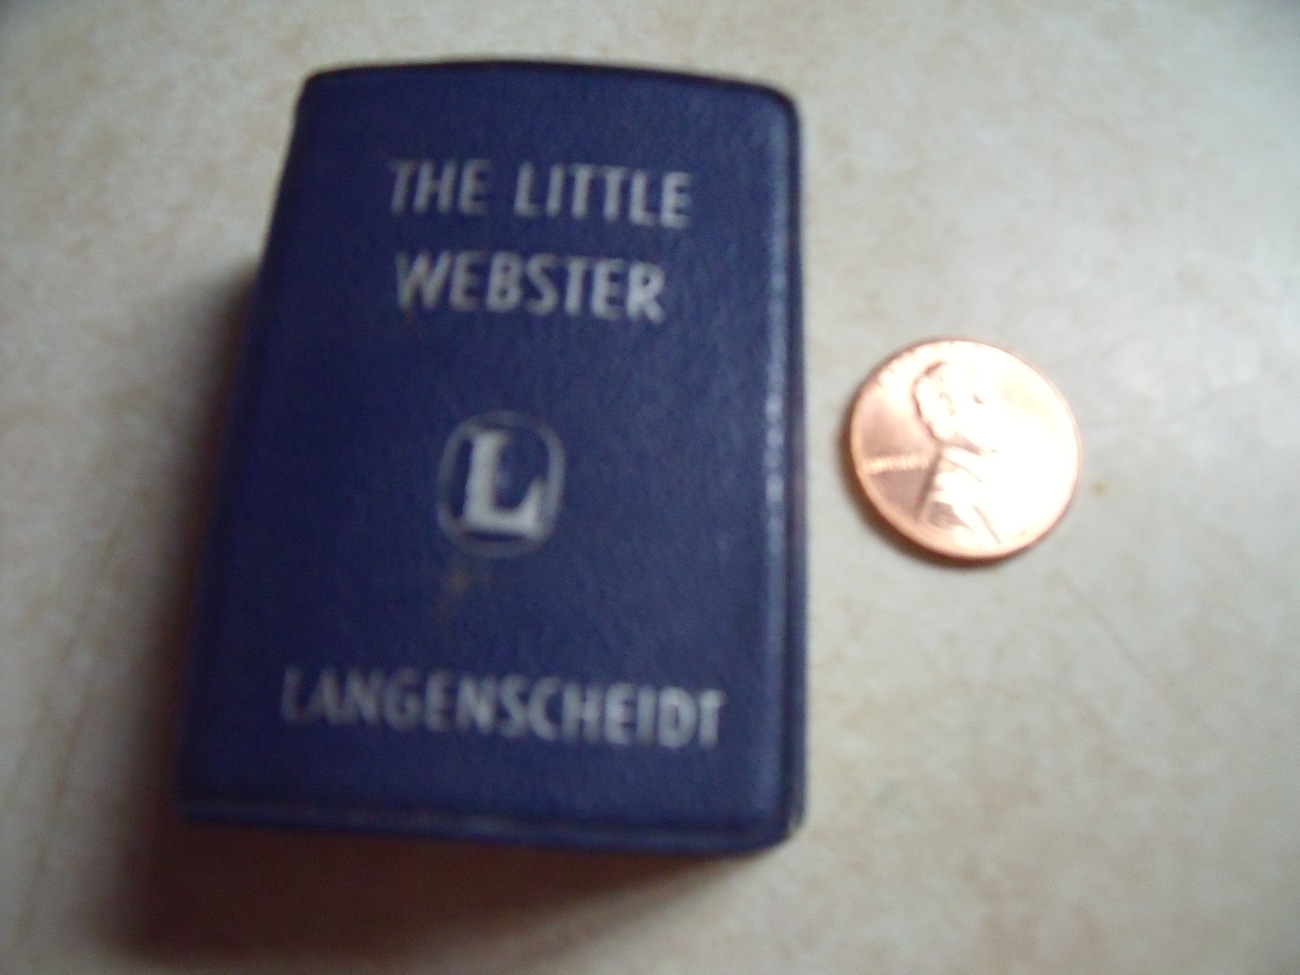 THE LITTLE
WEBSTER
L
LANGENSCHEIDT